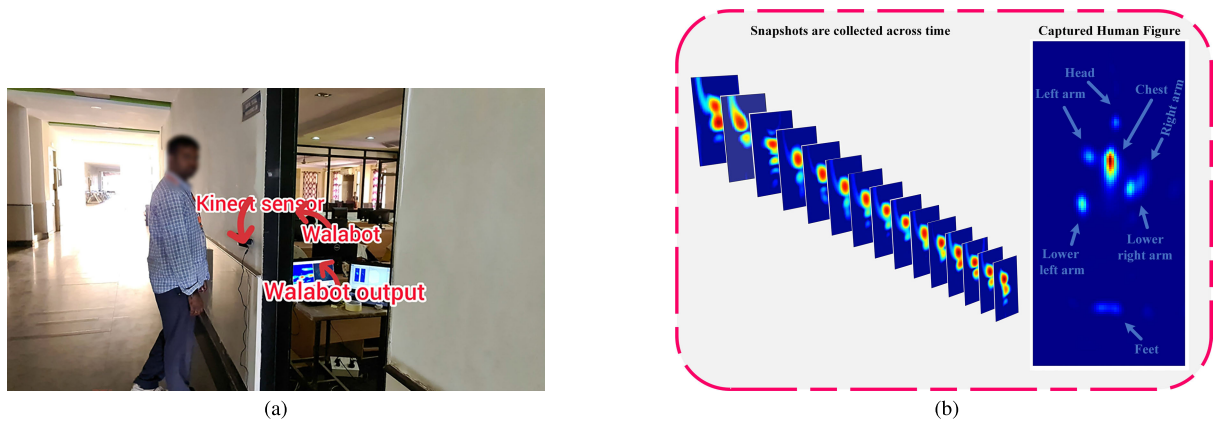 Kinect sensor
Walabot
Walabot output
(a)
Snapshots are collected across time
Captured Human Figure
Head
Left arm
Chest
Right arm
Lower
left arm
Lower
right arm
Feet
(b)